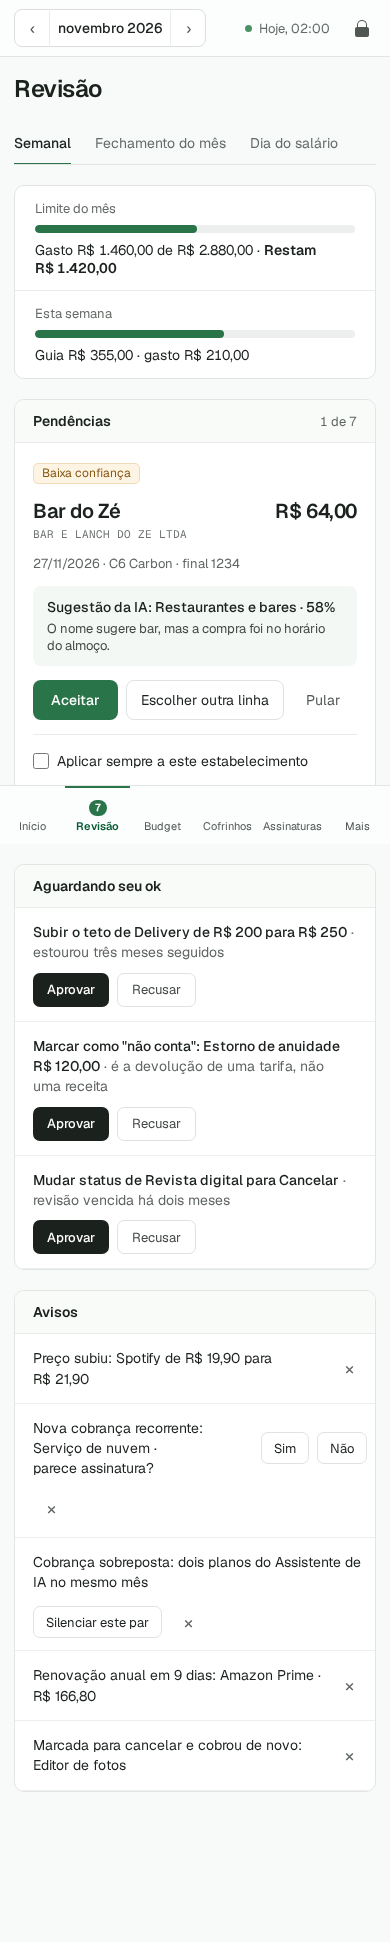 ‹ novembro 2026 › Hoje, 02:00
Revisão
Semanal Fechamento do mês Dia do salário
Limite do mês
Gasto R$ 1.460,00 de R$ 2.880,00 · Restam
R$ 1.420,00
Esta semana
Guia R$ 355,00 · gasto R$ 210,00
Pendências 1 de 7
Baixa confiança
Bar do Zé R$ 64,00
BAR E LANCH DO ZE LTDA
27/11/2026 · C6 Carbon · final 1234
Sugestão da IA: Restaurantes e bares · 58%
O nome sugere bar, mas a compra foi no horário
do almoço.
Aceitar Escolher outra linha Pular
Aplicar sempre a este estabelecimento
7
Início Revisão Budget Cofrinhos Assinaturas Mais
Aguardando seu ok
Subir o teto de Delivery de R$ 200 para R$ 250 ·
estourou três meses seguidos
Aprovar Recusar
Marcar como "não conta": Estorno de anuidade
R$ 120,00 · é a devolução de uma tarifa, não
uma receita
Aprovar Recusar
Mudar status de Revista digital para Cancelar ·
revisão vencida há dois meses
Aprovar Recusar
Avisos
Preço subiu: Spotify de R$ 19,90 para
R$ 21,90
×
Nova cobrança recorrente:
Serviço de nuvem ·
parece assinatura?
Sim Não
×
Cobrança sobreposta: dois planos do Assistente de
IA no mesmo mês
Silenciar este par ×
Renovação anual em 9 dias: Amazon Prime ·
R$ 166,80
×
Marcada para cancelar e cobrou de novo:
Editor de fotos
×